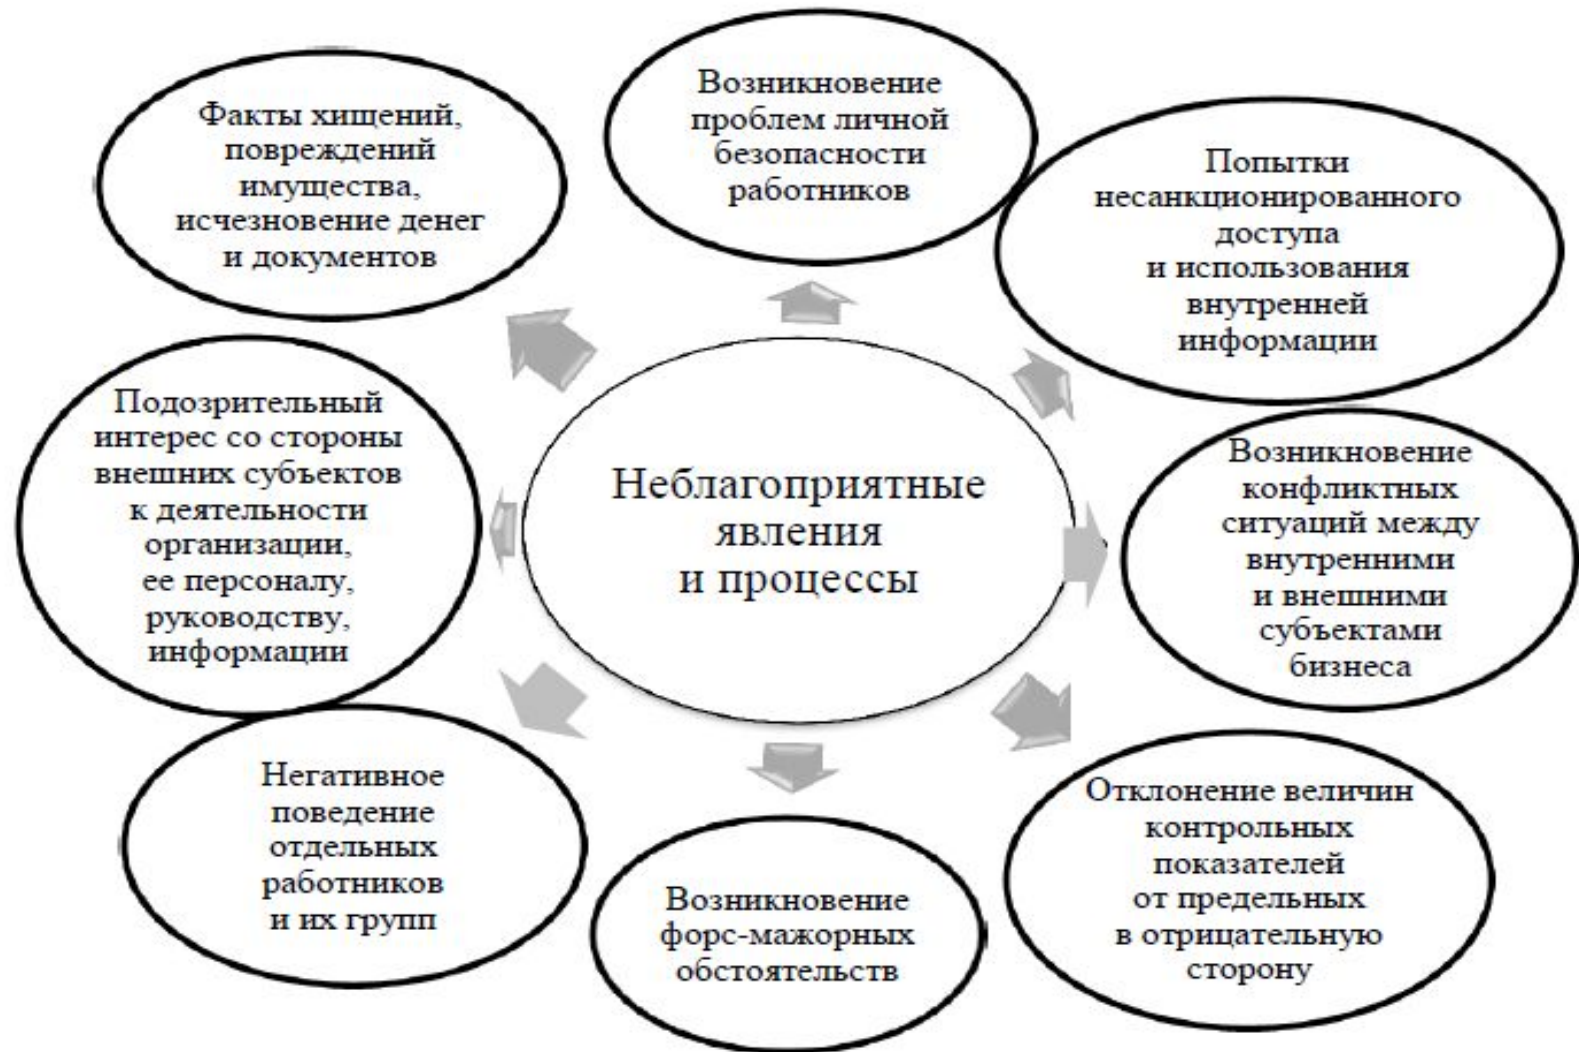 Возникновение
проблем личной
безопасности
работников
Факты хищений,
повреждений
имущества,
исчезновение денег
и документов
Попытки
несанкционированного
доступа
и использования
внутренней
информации
Подозрительный
интерес со стороны
внешних субъектов
к деятельности
организации,
ее персоналу,
руководству,
информации
Неблагоприятные
явления
и процессы
Возникновение
конфликтных
ситуаций между
внутренними
и внешними
субъектами
бизнеса
Негативное
поведение
отдельных
работников
и их групп
Возникновение
форс-мажорных
обстоятельств
Отклонение величин
контрольных
показателей
от предельных
в отрицательную
сторону